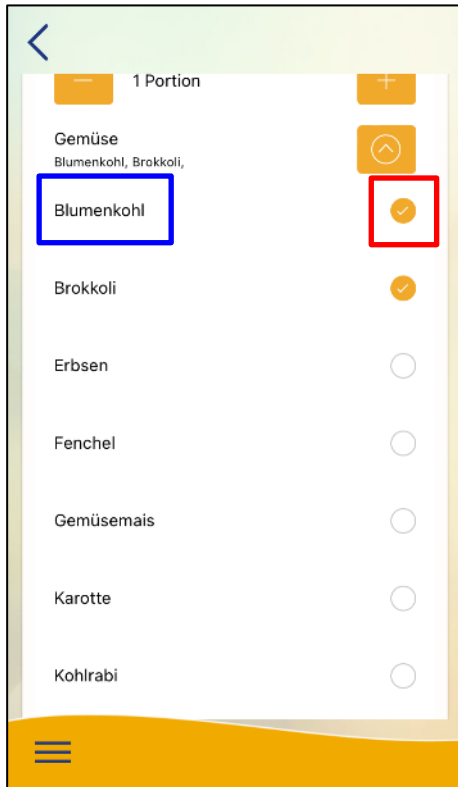 1 Portion
Gemüse
Blumenkohl, Brokkoli,
Blumenkohl
Brokkoli
Erbsen
Fenchel
Gemüsemais
Karotte
Kohlrabi